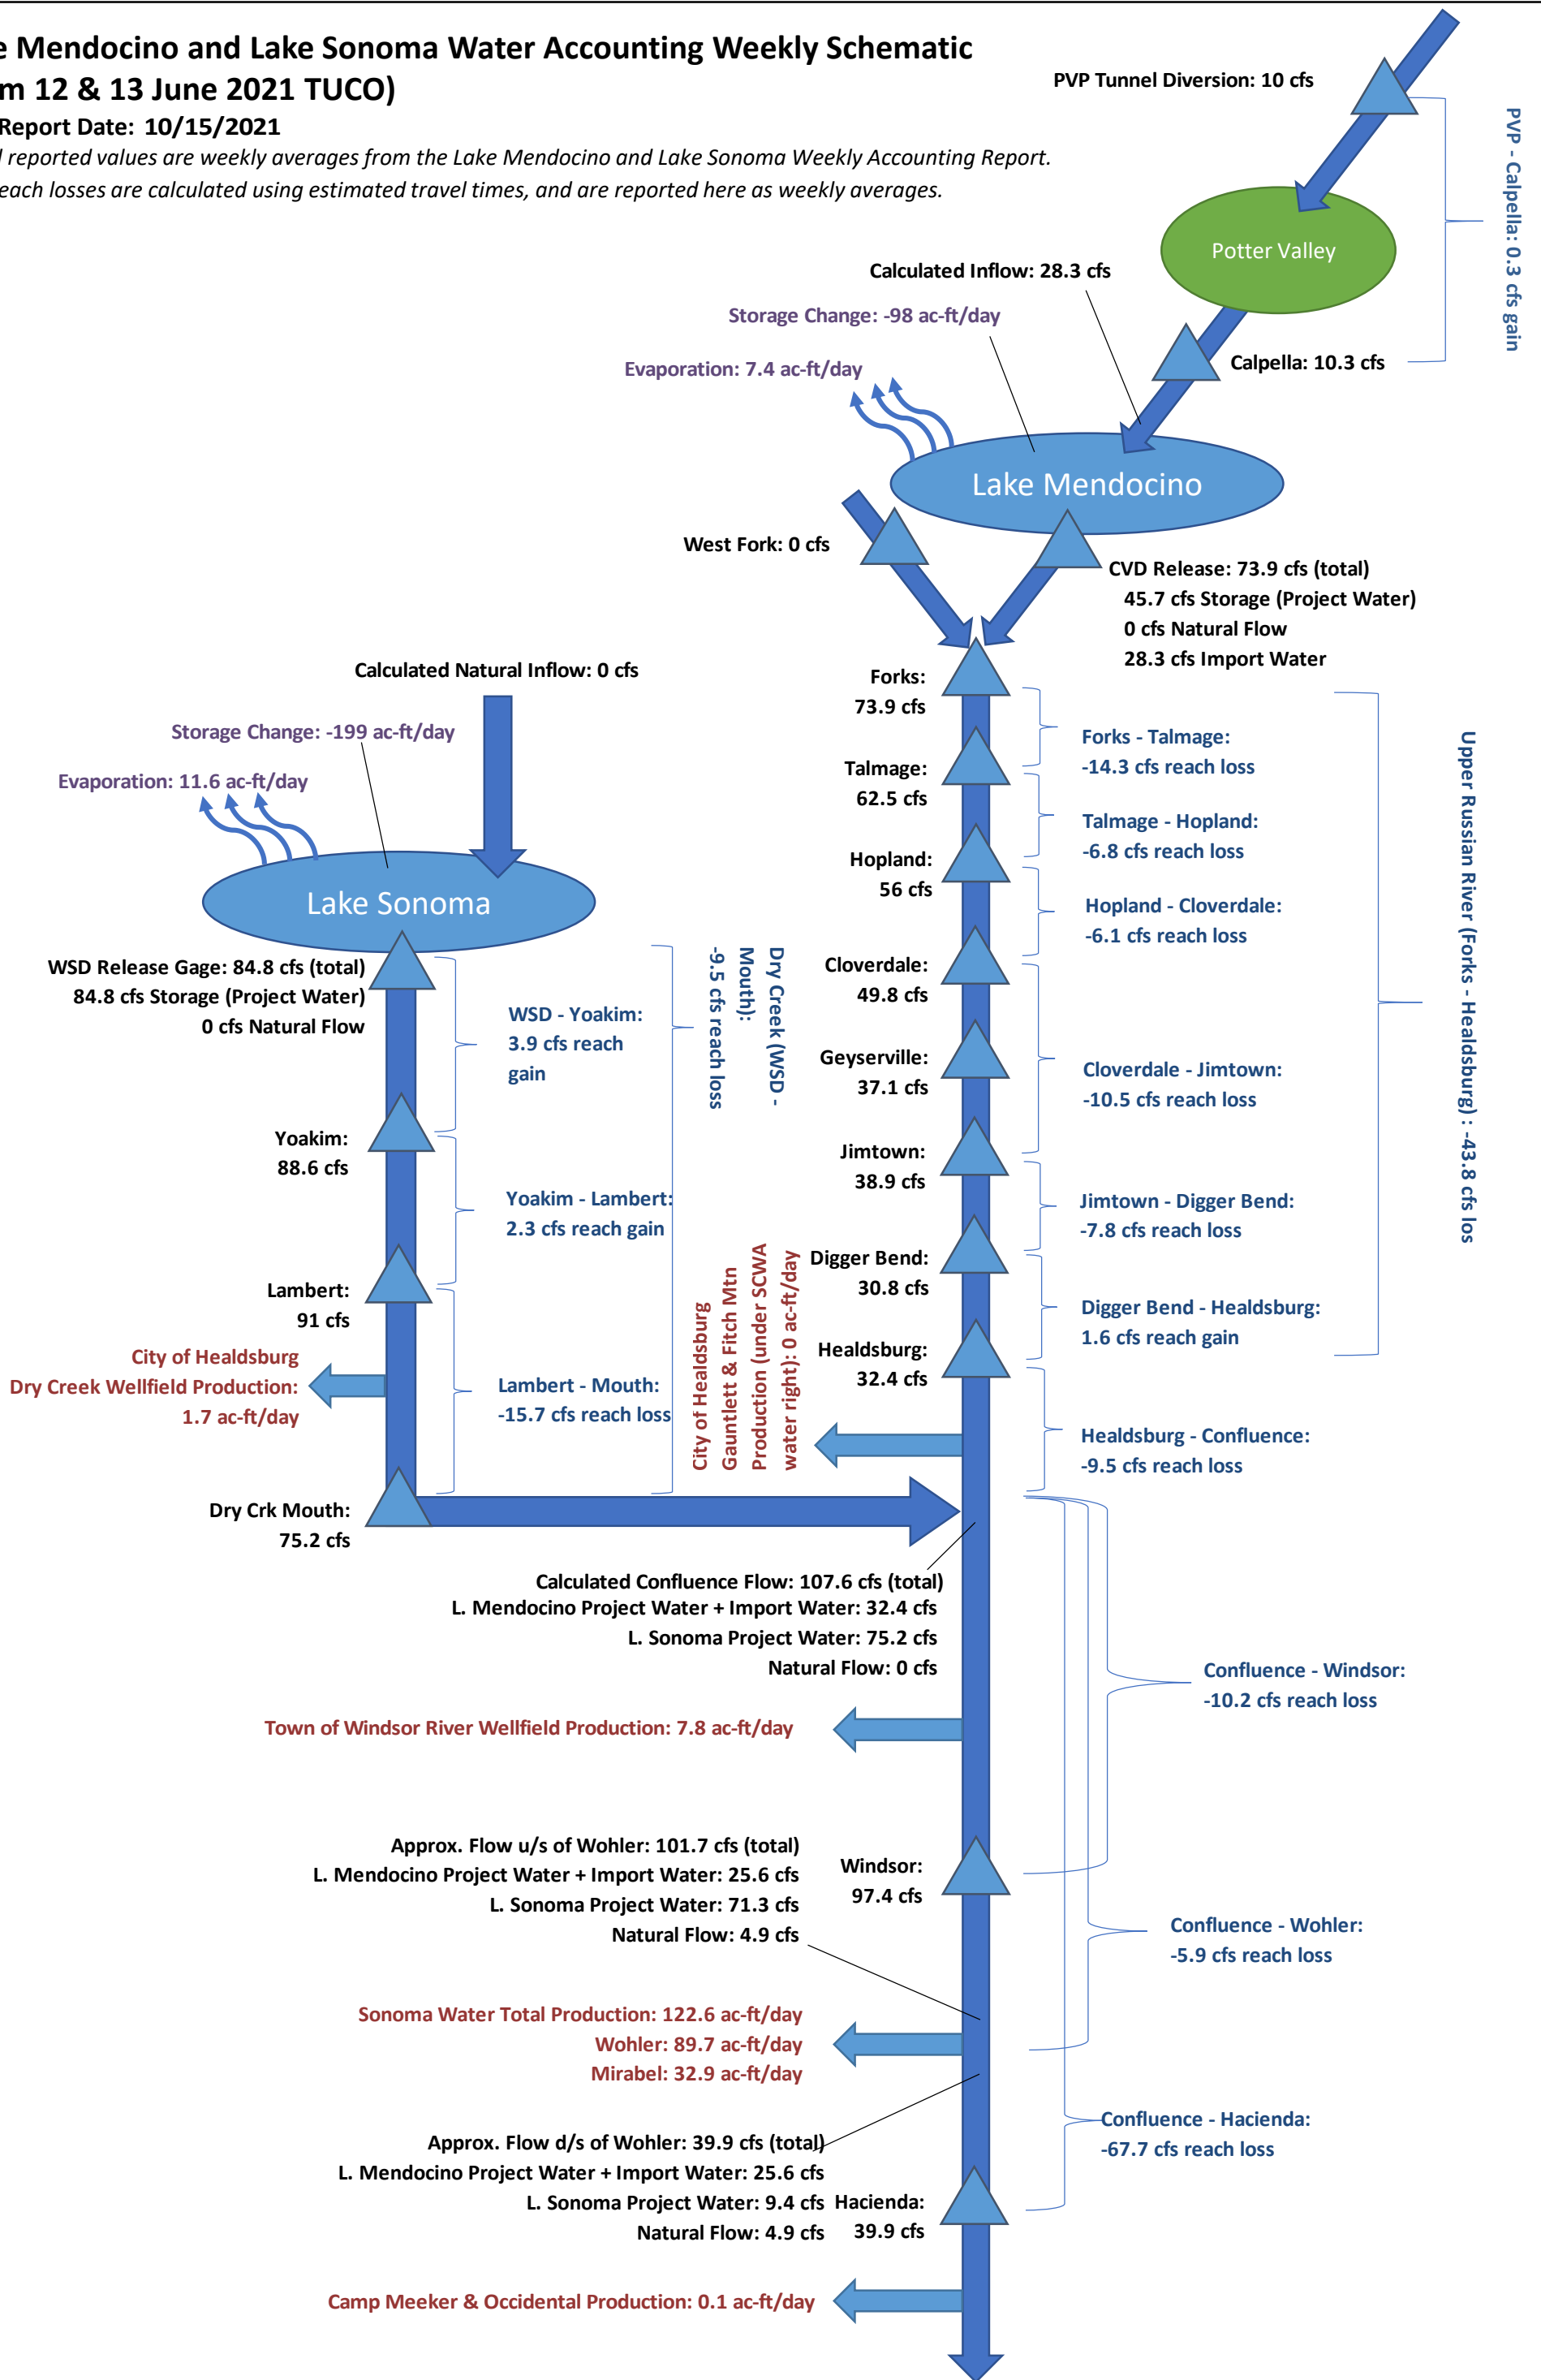 e Mendocino and Lake Sonoma Water Accounting Weekly Schematic
m 12 & 13 June 2021 TUCO)
Report Date: 10/15/2021
l reported values are weekly averages from the Lake Mendocino and Lake Sonoma Weekly Accounting Report.
each losses are calculated using estimated travel times, and are reported here as weekly averages.
PVP Tunnel Diversion: 10 cfs
PVP - Calpella: 0.3 cfs gain
Potter Valley
Calculated Inflow: 28.3 cfs
Storage Change: -98 ac-ft/day
Evaporation: 7.4 ac-ft/day
Calpella: 10.3 cfs
Lake Mendocino
West Fork: 0 cfs
CVD Release: 73.9 cfs (total)
45.7 cfs Storage (Project Water)
0 cfs Natural Flow
28.3 cfs Import Water
Calculated Natural Inflow: 0 cfs
Storage Change: -199 ac-ft/day
Evaporation: 11.6 ac-ft/day
Lake Sonoma
Forks:
73.9 cfs
Forks - Talmage:
-14.3 cfs reach loss
Talmage:
62.5 cfs
Talmage - Hopland:
-6.8 cfs reach loss
Hopland:
56 cfs
Hopland - Cloverdale:
-6.1 cfs reach loss
Cloverdale:
49.8 cfs
Geyserville:
37.1 cfs
Cloverdale - Jimtown:
-10.5 cfs reach loss
Jimtown:
38.9 cfs
Jimtown - Digger Bend:
-7.8 cfs reach loss
Digger Bend:
30.8 cfs
Digger Bend - Healdsburg:
1.6 cfs reach gain
Healdsburg:
32.4 cfs
Healdsburg - Confluence:
-9.5 cfs reach loss
Upper Russian River (Forks - Healdsburg) : -43.8 cfs los
WSD Release Gage: 84.8 cfs (total)
84.8 cfs Storage (Project Water)
0 cfs Natural Flow
WSD - Yoakim:
3.9 cfs reach
gain
Dry Creek (WSD -
Mouth):
-9.5 cfs reach loss
Yoakim:
88.6 cfs
Yoakim - Lambert:
2.3 cfs reach gain
Lambert:
91 cfs
City of Healdsburg
Dry Creek Wellfield Production:
1.7 ac-ft/day
Lambert - Mouth:
-15.7 cfs reach loss
City of Healdsburg
Gauntlett & Fitch Mtn
Production (under SCWA
water right): 0 ac-ft/day
Dry Crk Mouth:
75.2 cfs
Calculated Confluence Flow: 107.6 cfs (total)
L. Mendocino Project Water + Import Water: 32.4 cfs
L. Sonoma Project Water: 75.2 cfs
Natural Flow: 0 cfs
Confluence - Windsor:
-10.2 cfs reach loss
Town of Windsor River Wellfield Production: 7.8 ac-ft/day
Approx. Flow u/s of Wohler: 101.7 cfs (total)
L. Mendocino Project Water + Import Water: 25.6 cfs
L. Sonoma Project Water: 71.3 cfs
Natural Flow: 4.9 cfs
Windsor:
97.4 cfs
Confluence - Wohler:
-5.9 cfs reach loss
Sonoma Water Total Production: 122.6 ac-ft/day
Wohler: 89.7 ac-ft/day
Mirabel: 32.9 ac-ft/day
Confluence - Hacienda:
-67.7 cfs reach loss
Approx. Flow d/s of Wohler: 39.9 cfs (total)
L. Mendocino Project Water + Import Water: 25.6 cfs
L. Sonoma Project Water: 9.4 cfs
Natural Flow: 4.9 cfs
Hacienda:
39.9 cfs
Camp Meeker & Occidental Production: 0.1 ac-ft/day